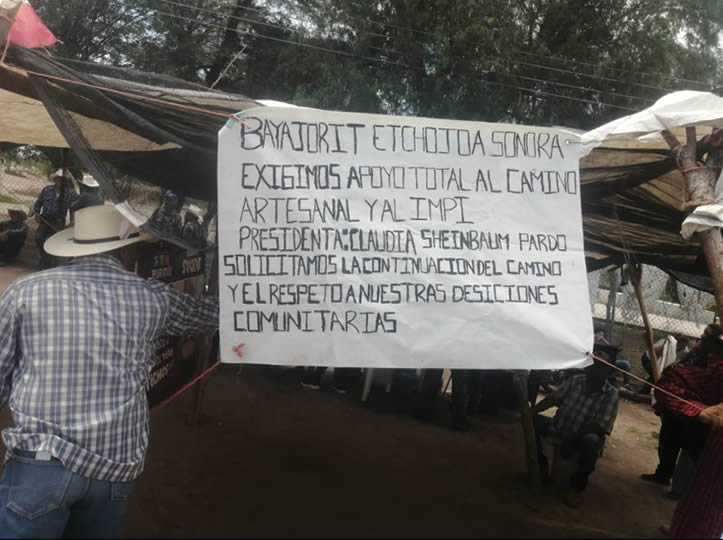 BAYAJORIT ETCHOJOA SONORA
EXIGIMOS APOYO TOTAL AL CAMINO
ARTESANAL Y AL IMPI
PRESIDENTA: CLAUDIA SHEINBAUM PARDO
SOLICITAMOS LA CONTINUACION DEL CAMINO
Y EL RESPETO A NUESTRAS DESICIONES
COMUNITARIAS